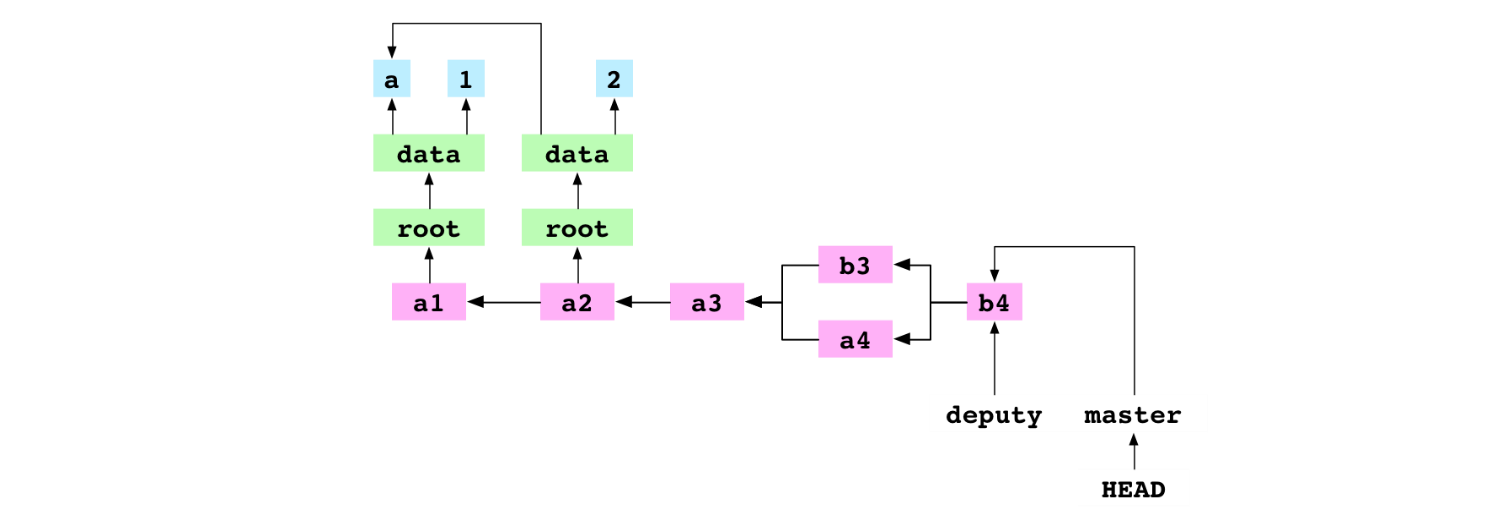 a 1 2
data data
root root
b3
a1 a2 a3 b4
a4
deputy master
HEAD